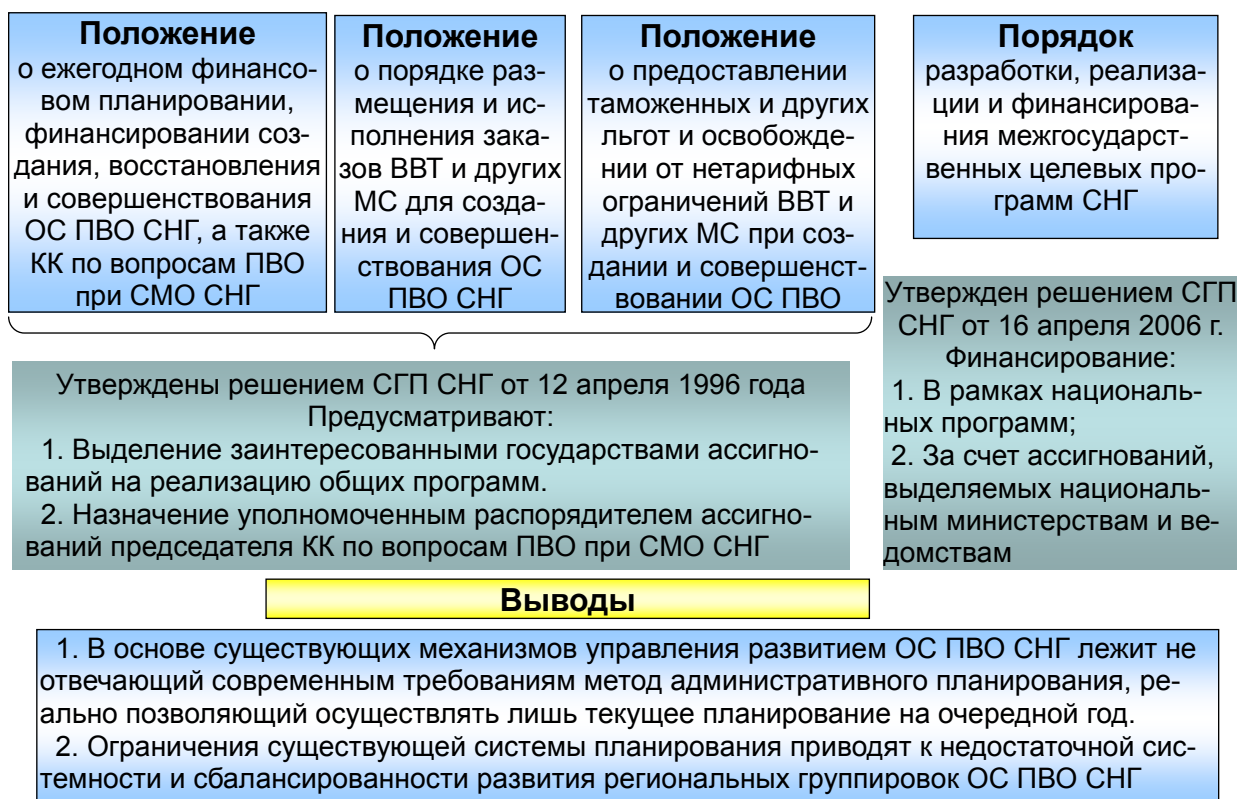 Положение
о ежегодном финансо-
вом планировании,
финансировании соз-
дания, восстановления
и совершенствования
ОС ПВО СНГ, а также
КК по вопросам ПВО
при СМО СНГ
Положение
о порядке раз-
мещения и ис-
полнения зака-
зов ВВТ и других
МС для созда-
ния и совершен-
ствования ОС
ПВО СНГ
Положение
о предоставлении
таможенных и других
льгот и освобожде-
нии от нетарифных
ограничений ВВТ и
других МС при соз-
дании и совершенст-
вовании ОС ПВО
Порядок
разработки, реализа-
ции и финансирова-
ния межгосударст-
венных целевых про-
грамм СНГ
Утверждены решением СГП СНГ от 12 апреля 1996 года
Предусматривают:
1. Выделение заинтересованными государствами ассигно-
ваний на реализацию общих программ.
2. Назначение уполномоченным распорядителем ассигно-
ваний председателя КК по вопросам ПВО при СМО СНГ
Утвержден решением СГП
СНГ от 16 апреля 2006 г.
Финансирование:
1. В рамках националь-
ных программ;
2. За счет ассигнований,
выделяемых националь-
ным министерствам и ве-
домствам
Выводы
1. В основе существующих механизмов управления развитием ОС ПВО СНГ лежит не
отвечающий современным требованиям метод административного планирования, ре-
ально позволяющий осуществлять лишь текущее планирование на очередной год.
2. Ограничения существующей системы планирования приводят к недостаточной сис-
темности и сбалансированности развития региональных группировок ОС ПВО СНГ